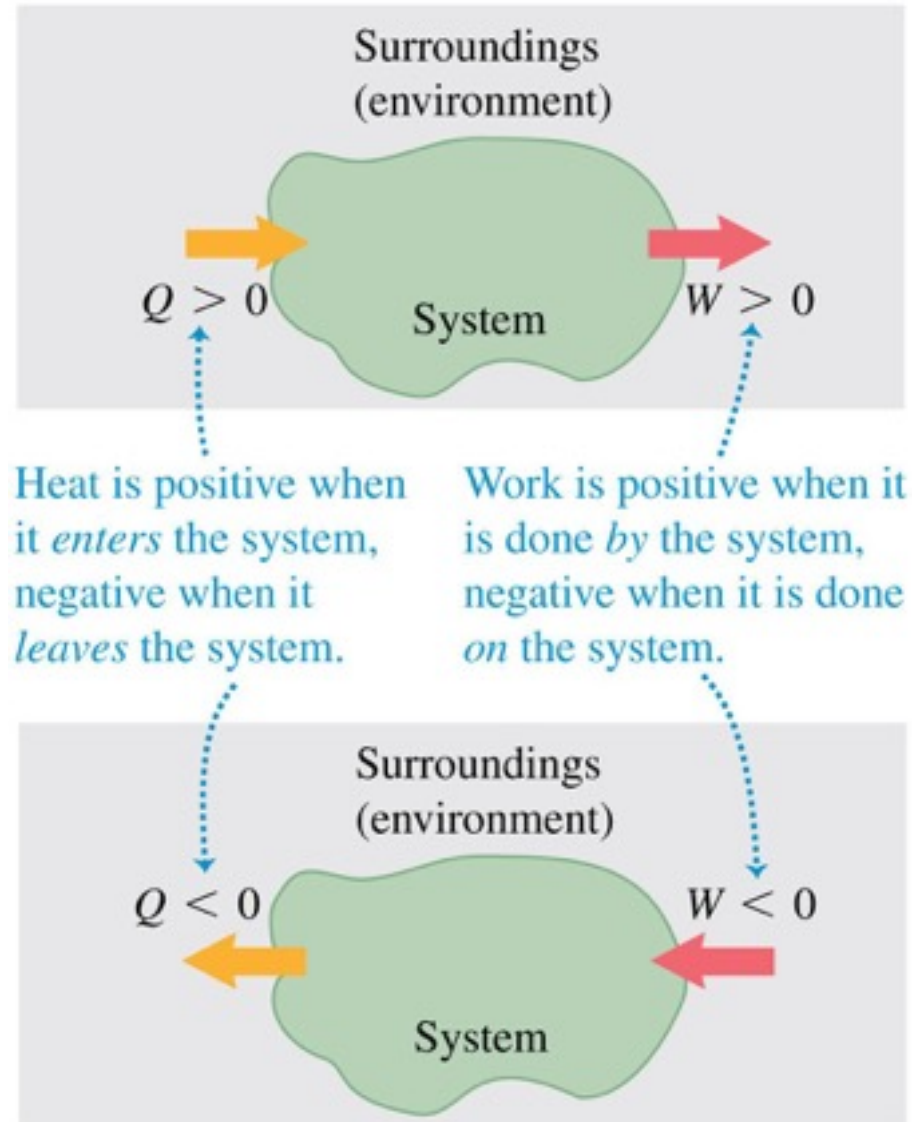 Surroundings
(environment)
Q > 0
W > 0
System
Heat is positive when
it enters the system,
negative when it
leaves the system.
Work is positive when it
is done by the system,
negative when it is done
on the system.
Surroundings
(environment)
Q < 0
W < 0
System